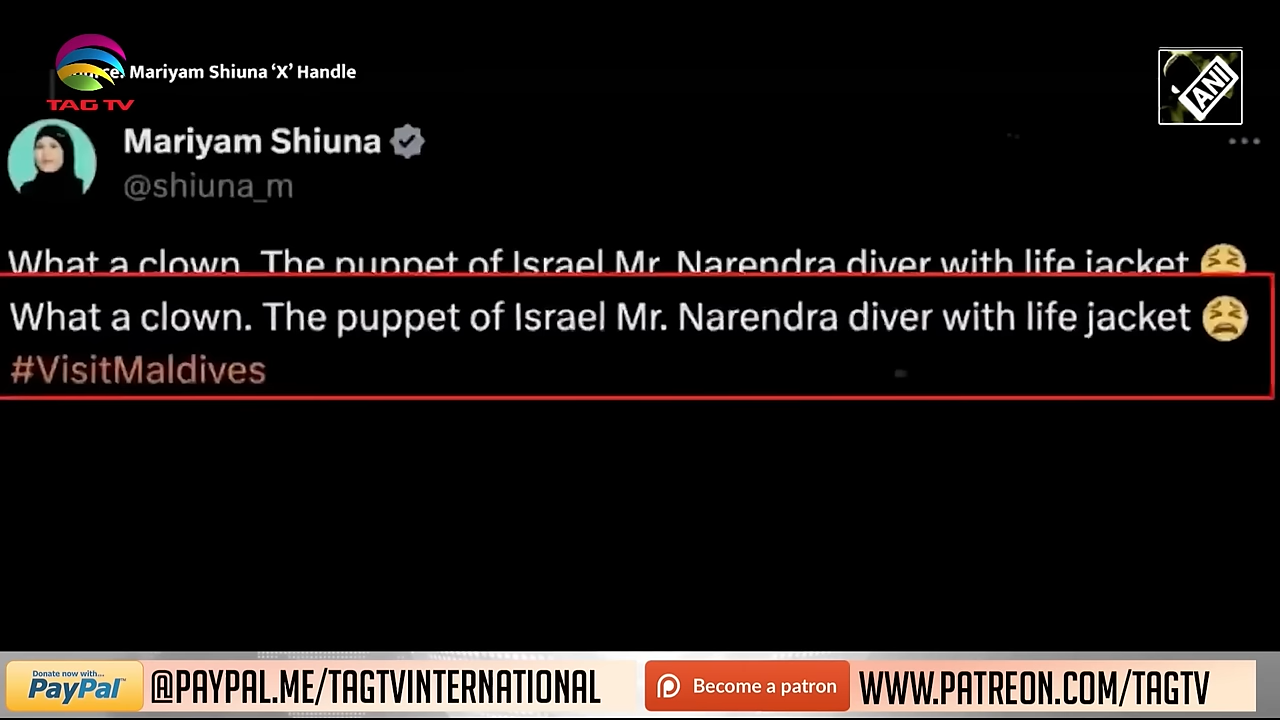 Mariyam Shiuna ‘X’ Handle
TAG TV
ANI
Mariyam Shiuna
@shiuna_m
What a clown. The puppet of Israel Mr. Narendra diver with life jacket 😫
What a clown. The puppet of Israel Mr. Narendra diver with life jacket 😫
#VisitMaldives
Donate now with...
PayPal™
@PAYPAL.ME/TAGTVINTERNATIONAL
Become a patron
WWW.PATREON.COM/TAGTV